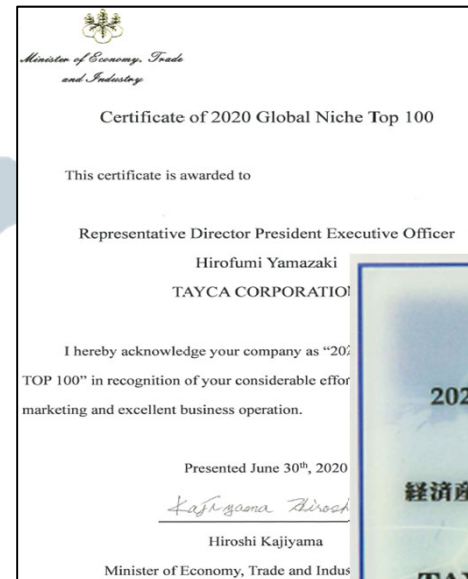 Minister of Economy, Trade
and Industry
Certificate of 2020 Global Niche Top 100
This certificate is awarded to
Representative Director President Executive Officer
Hirofumi Yamazaki
TAYCA CORPORATIO
I hereby acknowledge your company as “20
TOP 100” in recognition of your considerable effor
marketing and excellent business operation.
Presented June 30th, 2020
Kajiyama Hirosh
Hiroshi Kajiyama
Minister of Economy, Trade and Indus
202
経済産
TAY